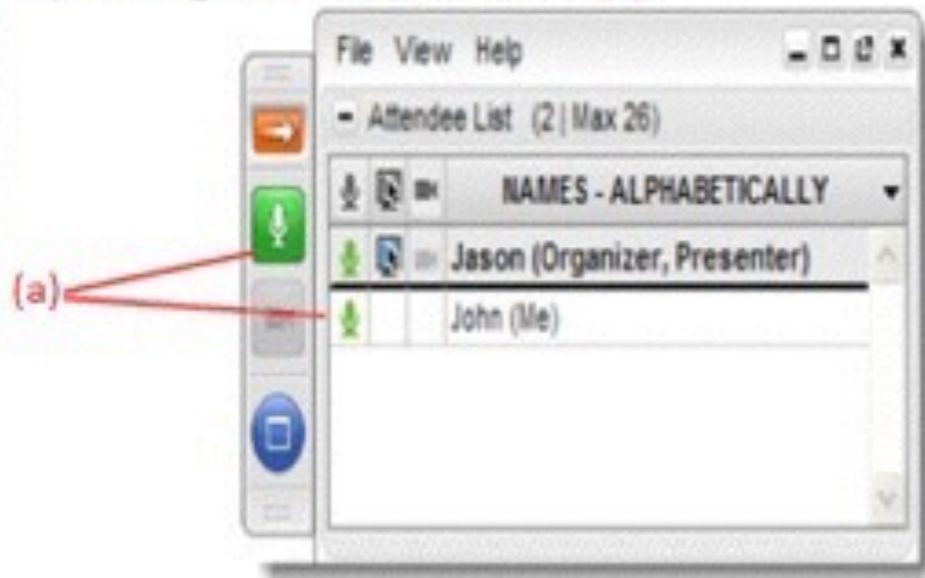 File View Help
- Attendee List (2 | Max 26)
NAMES - ALPHABETICALLY
Jason (Organizer, Presenter)
(a)
John (Me)